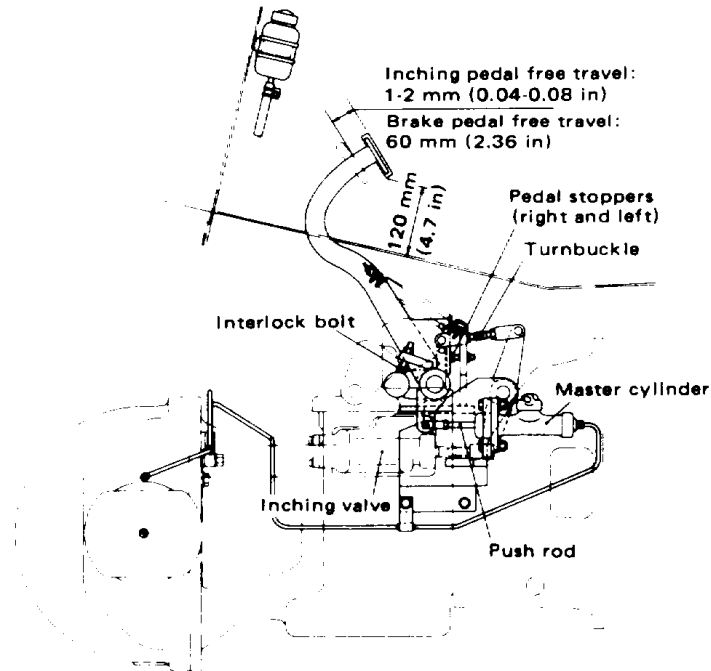 Inching pedal free travel:
1-2 mm (0.04-0.08 in)
Brake pedal free travel:
60 mm (2.36 in)
120 mm
(4.7 in)
Pedal stoppers
(right and left)
Turnbuckle
Interlock bolt
Master cylinder
Inching valve
Push rod